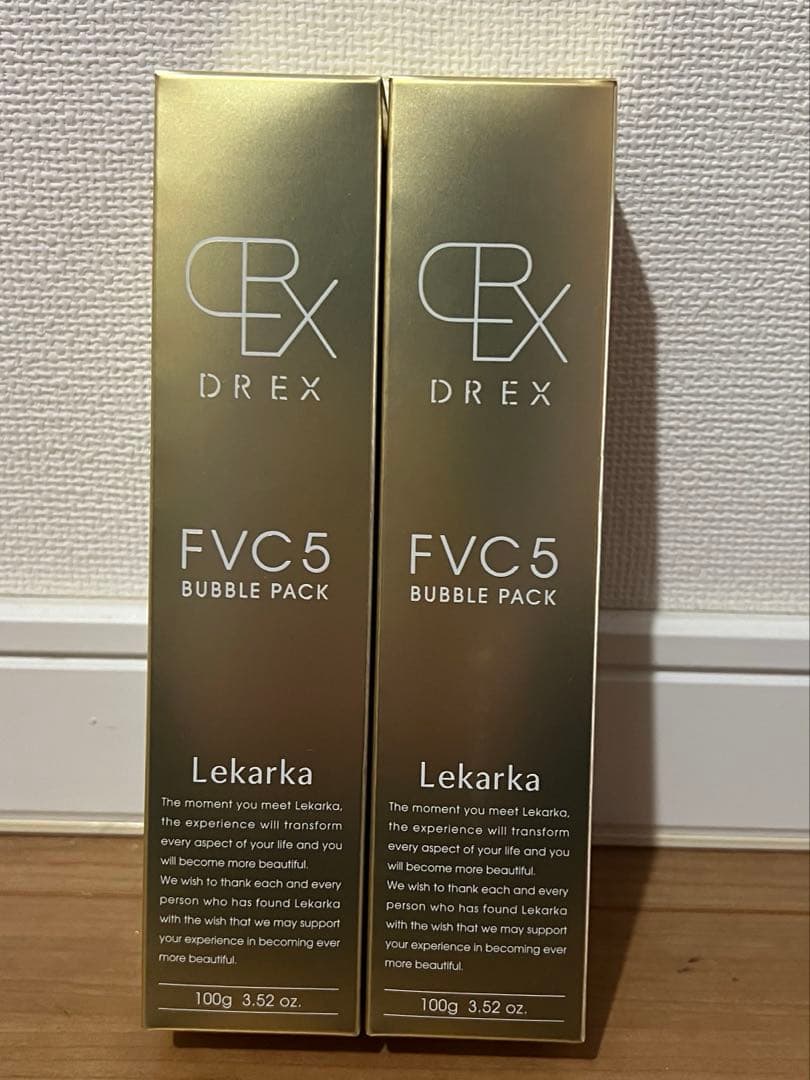 DREX
FVC5
BUBBLE PACK
Lekarka
The moment you meet Lekarka,
the experience will transform
every aspect of your life and you
will become more beautiful.
We wish to thank each and every
person who has found Lekarka
with the wish that we may support
your experience in becoming ever
more beautiful.
100g 3.52 oz.
DREX
FVC5
BUBBLE PACK
Lekarka
The moment you meet Lekarka,
the experience will transform
every aspect of your life and you
will become more beautiful.
We wish to thank each and every
person who has found Lekarka
with the wish that we may support
your experience in becoming ever
more beautiful.
100g 3.52 oz.